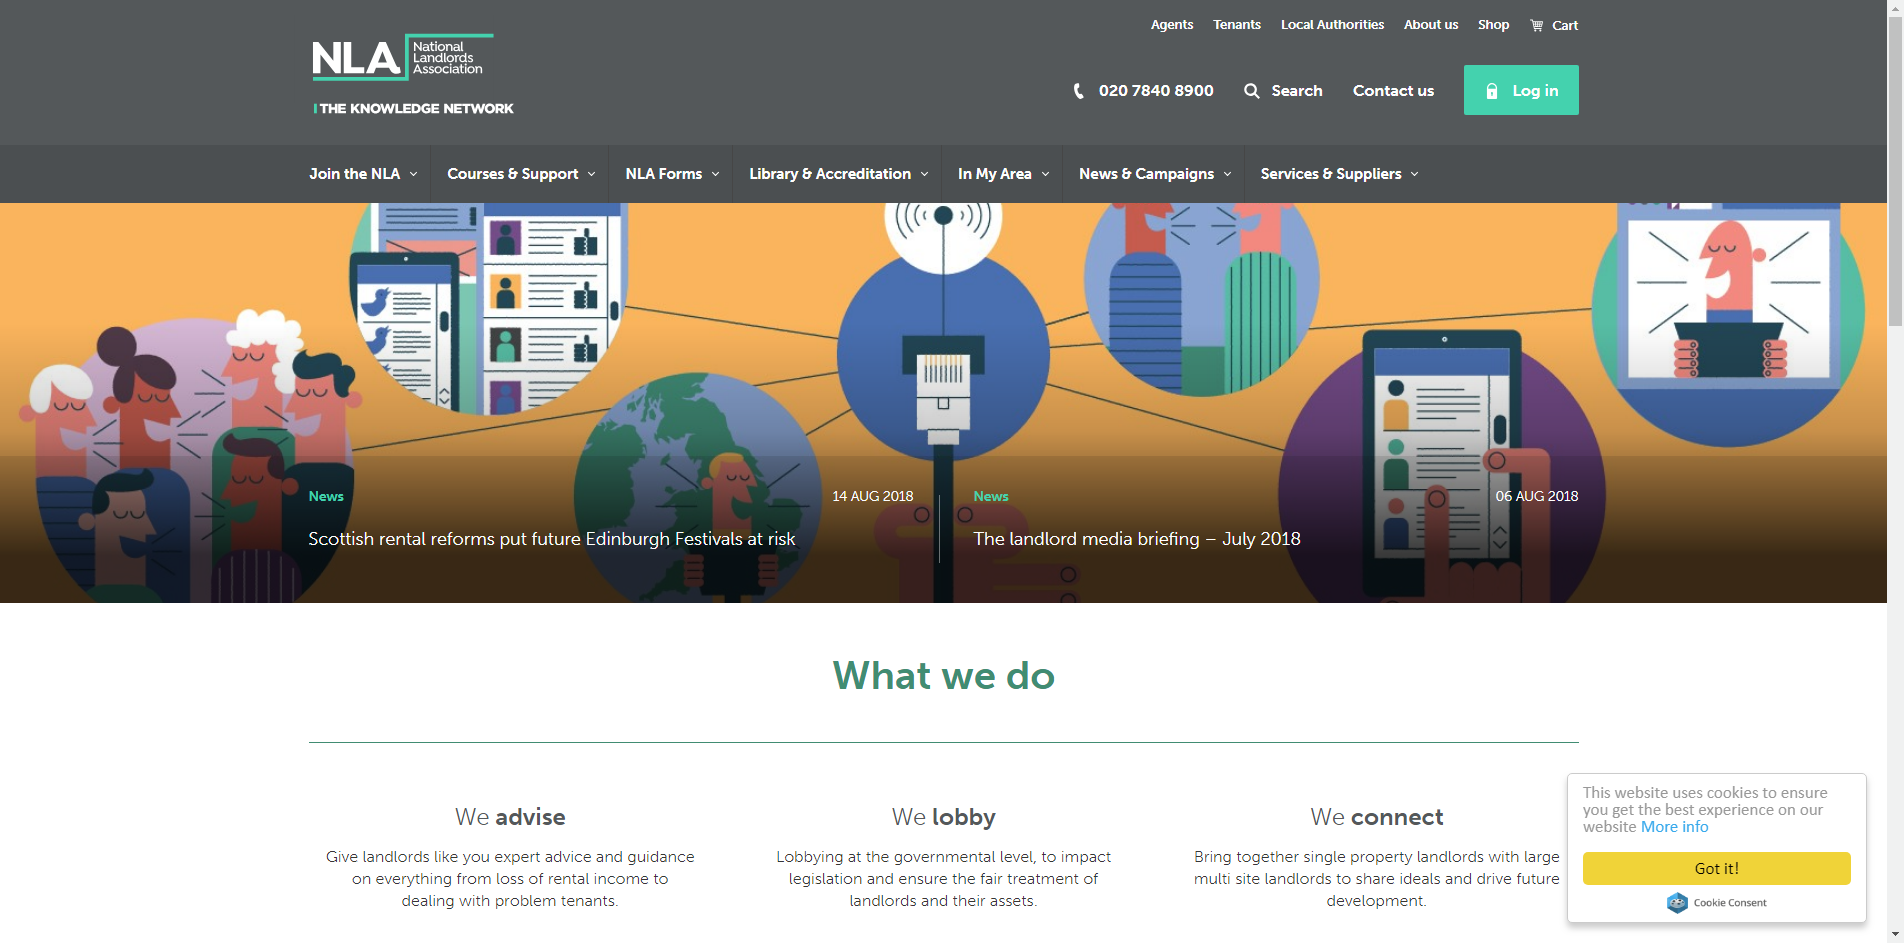 Agents Tenants Local Authorities About us Shop Cart
NLA National
Landlords
Association
THE KNOWLEDGE NETWORK
020 7840 8900 Search Contact us Log in
Join the NLA Courses & Support NLA Forms Library & Accreditation In My Area News & Campaigns Services & Suppliers
News 14 AUG 2018
Scottish rental reforms put future Edinburgh Festivals at risk
News 06 AUG 2018
The landlord media briefing – July 2018
What we do
We advise
Give landlords like you expert advice and guidance
on everything from loss of rental income to
dealing with problem tenants.
We lobby
Lobbying at the governmental level, to impact
legislation and ensure the fair treatment of
landlords and their assets.
We connect
Bring together single property landlords with large
multi site landlords to share ideals and drive future
development.
This website uses cookies to ensure
you get the best experience on our
website More info
Got it!
Cookie Consent